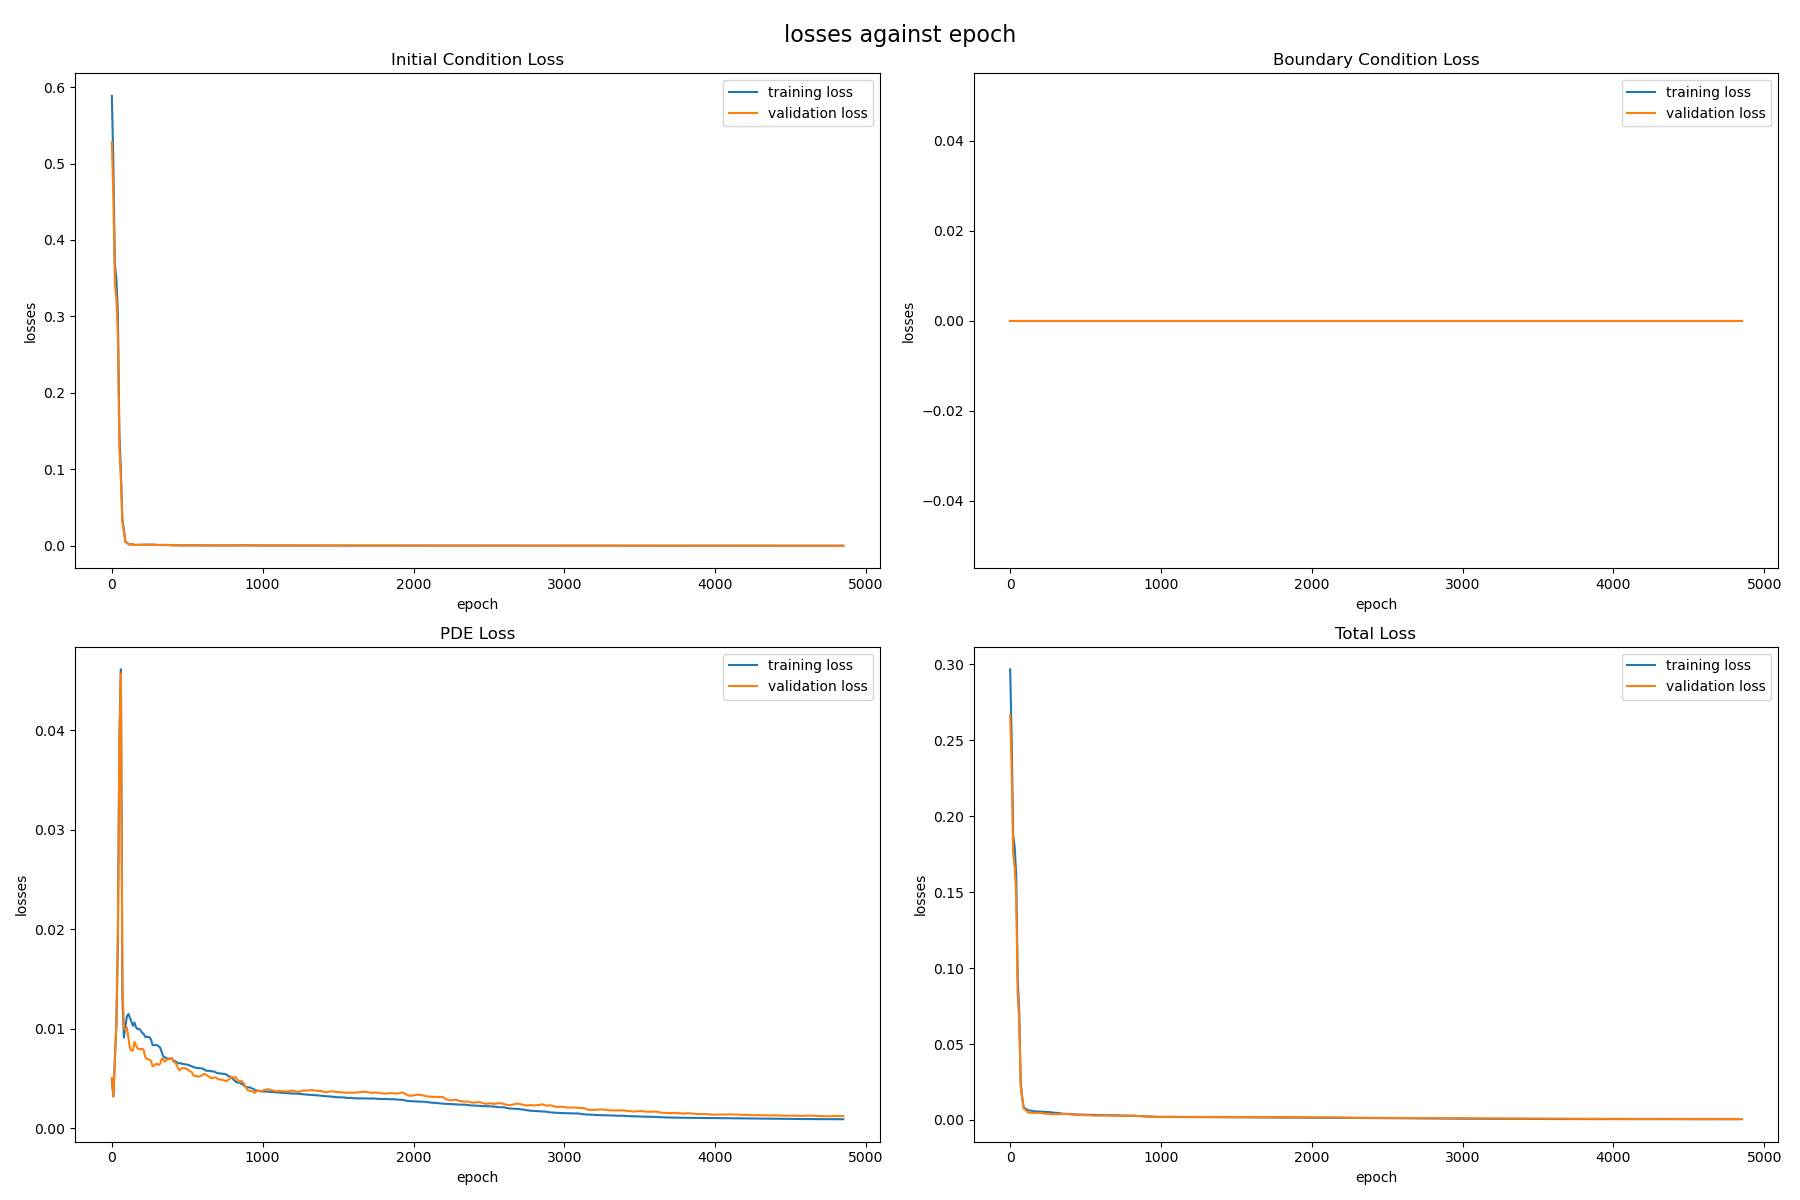 losses against epoch
Initial Condition Loss
training loss
validation loss
0.6
0.5
0.4
0.3
0.2
0.1
0.0
losses
0
1000
2000
3000
4000
5000
epoch
Boundary Condition Loss
training loss
validation loss
0.04
0.02
0.00
−0.02
−0.04
losses
0
1000
2000
3000
4000
5000
epoch
PDE Loss
training loss
validation loss
0.04
0.03
0.02
0.01
0.00
losses
0
1000
2000
3000
4000
5000
epoch
Total Loss
training loss
validation loss
0.30
0.25
0.20
0.15
0.10
0.05
0.00
losses
0
1000
2000
3000
4000
5000
epoch